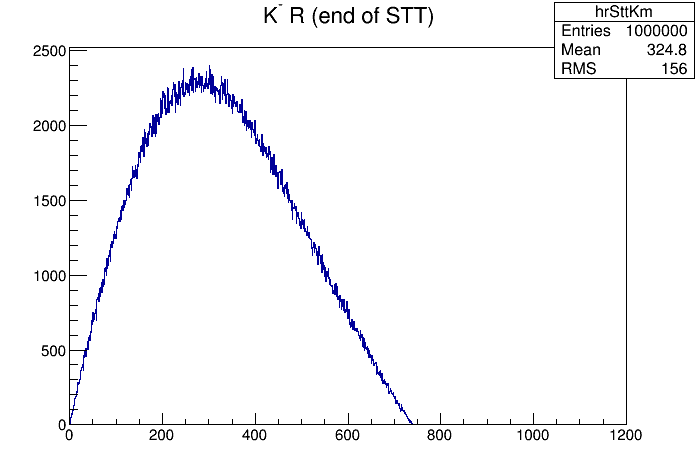 K- R (end of STT)
hrSttKm
Entries 1000000
Mean 324.8
RMS 156
2500
2000
1500
1000
500
0
0 200 400 600 800 1000 1200